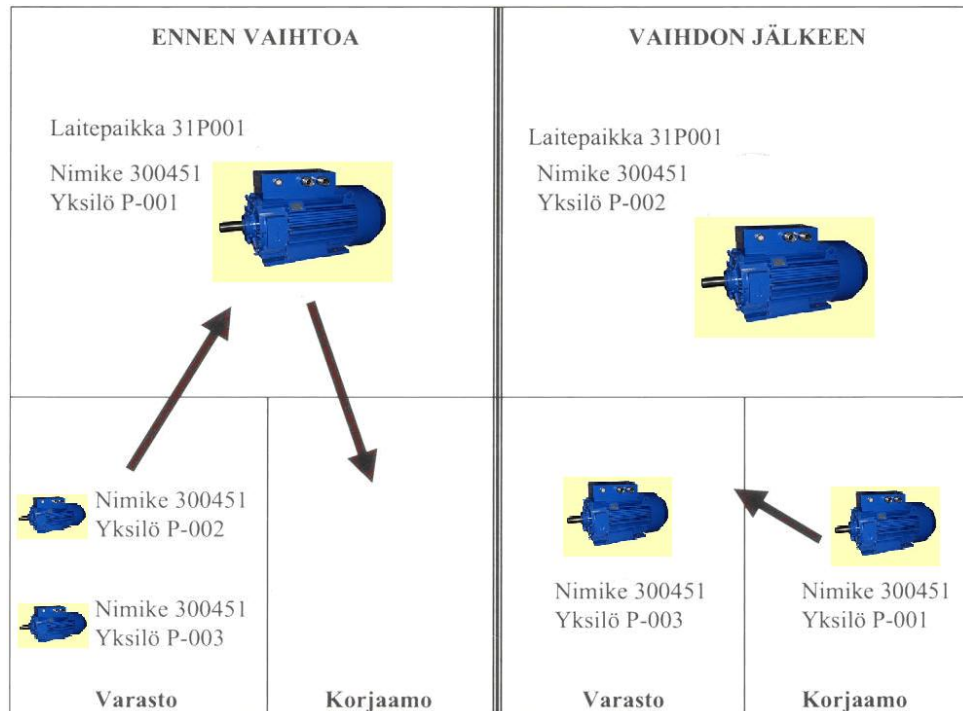 ENNEN VAIHTOA
Laitepaikka 31P001
Nimike 300451
Yksilö P-001
Nimike 300451
Yksilö P-002
Nimike 300451
Yksilö P-003
Varasto
Korjaamo
VAIHDON JÄLKEEN
Laitepaikka 31P001
Nimike 300451
Yksilö P-002
Nimike 300451
Yksilö P-003
Nimike 300451
Yksilö P-001
Varasto
Korjaamo